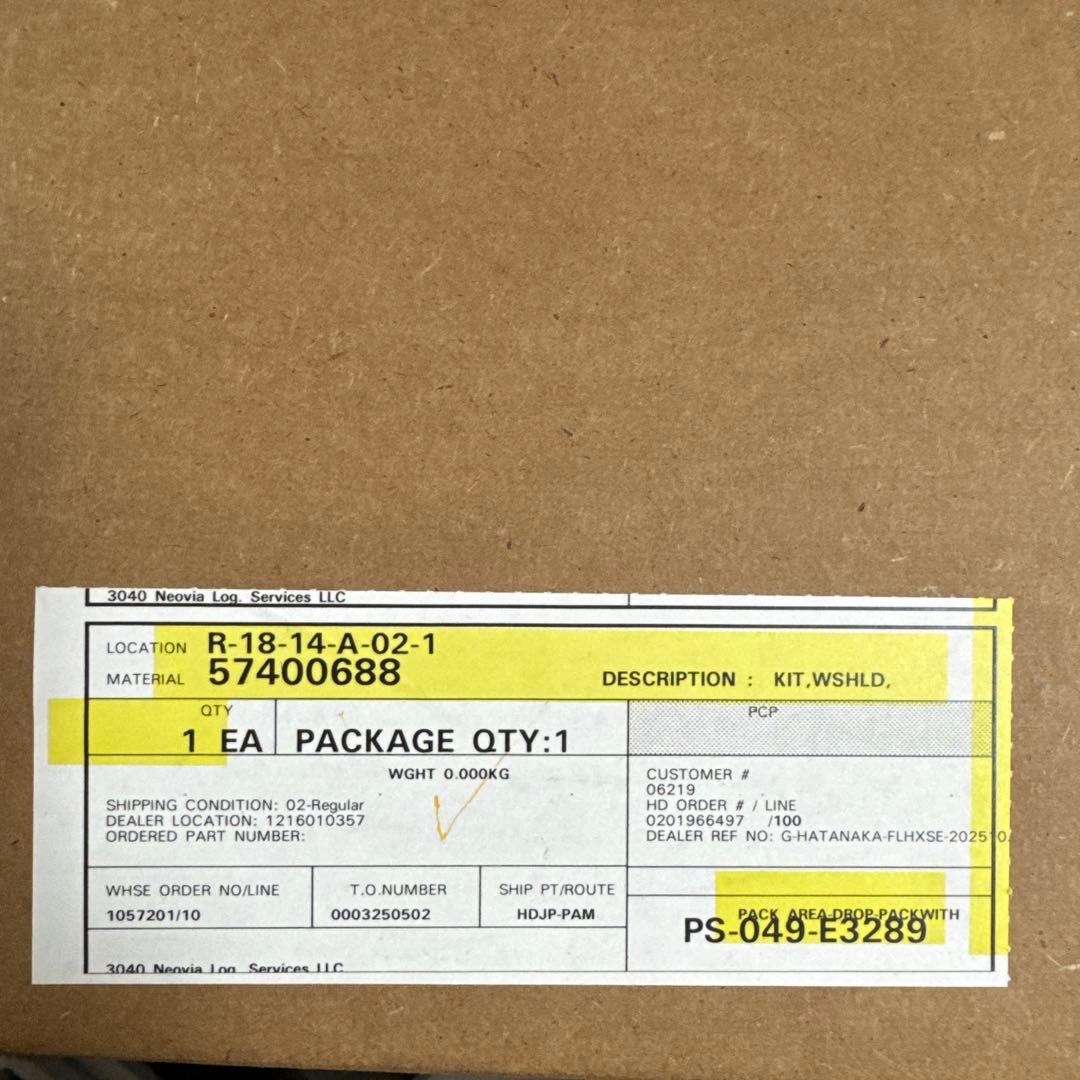 3040 Neovia Log. Services LLC
LOCATION R-18-14-A-02-1
MATERIAL 57400688 DESCRIPTION : KIT,WSHLD,
QTY
1 EA PACKAGE QTY:1
PCP
WGHT 0.000KG
SHIPPING CONDITION: 02-Regular
DEALER LOCATION: 1216010357
ORDERED PART NUMBER:
CUSTOMER #
06219
HD ORDER # / LINE
0201966497 /100
DEALER REF NO: G-HATANAKA-FLHXSE-202510
WHSE ORDER NO/LINE
1057201/10
T.O.NUMBER
0003250502
SHIP PT/ROUTE
HDJP-PAM
PACK AREA-DROP-PACKWITH
PS-049-E3289
3040 Neovia Log. Services LLC